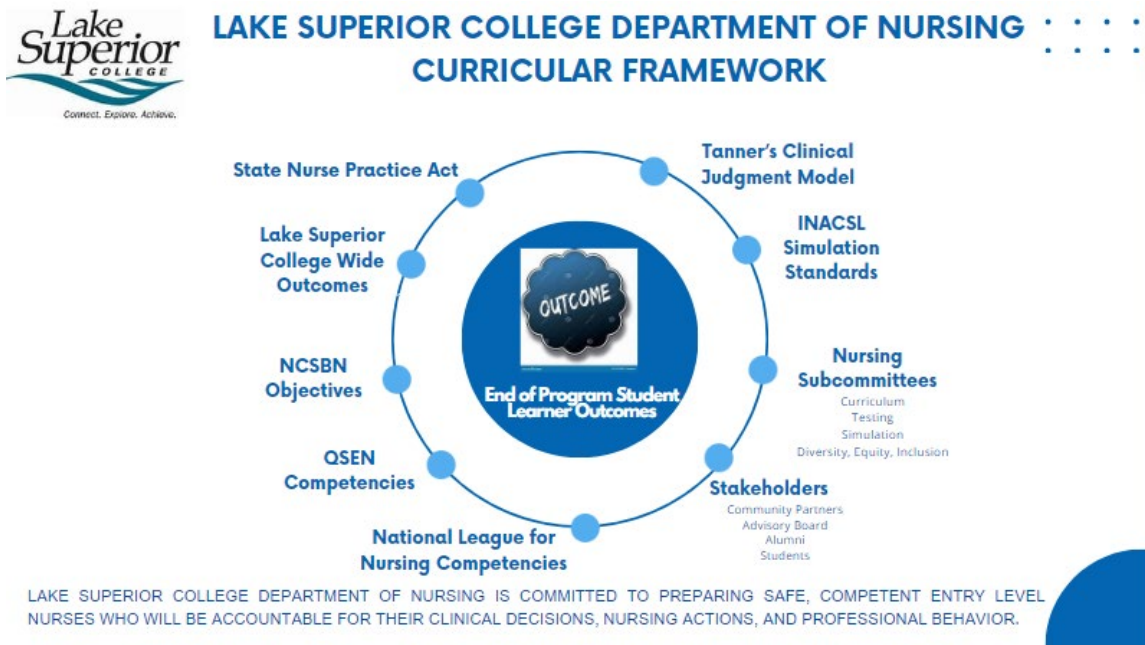 Lake
Superior
COLLEGE
Connect. Explore. Achieve.
LAKE SUPERIOR COLLEGE DEPARTMENT OF NURSING
CURRICULAR FRAMEWORK
State Nurse Practice Act
Lake Superior
College Wide
Outcomes
NCSBN
Objectives
QSEN
Competencies
National League for
Nursing Competencies
Tanner's Clinical
Judgment Model
INACSL
Simulation
Standards
Nursing
Subcommittees
Curriculum
Testing
Simulation
Diversity, Equity, Inclusion
Stakeholders
Community Partners
Advisory Board
Alumni
Students
OUTCOME
End of Program Student
Learner Outcomes
LAKE SUPERIOR COLLEGE DEPARTMENT OF NURSING IS COMMITTED TO PREPARING SAFE, COMPETENT ENTRY LEVEL
NURSES WHO WILL BE ACCOUNTABLE FOR THEIR CLINICAL DECISIONS, NURSING ACTIONS, AND PROFESSIONAL BEHAVIOR.